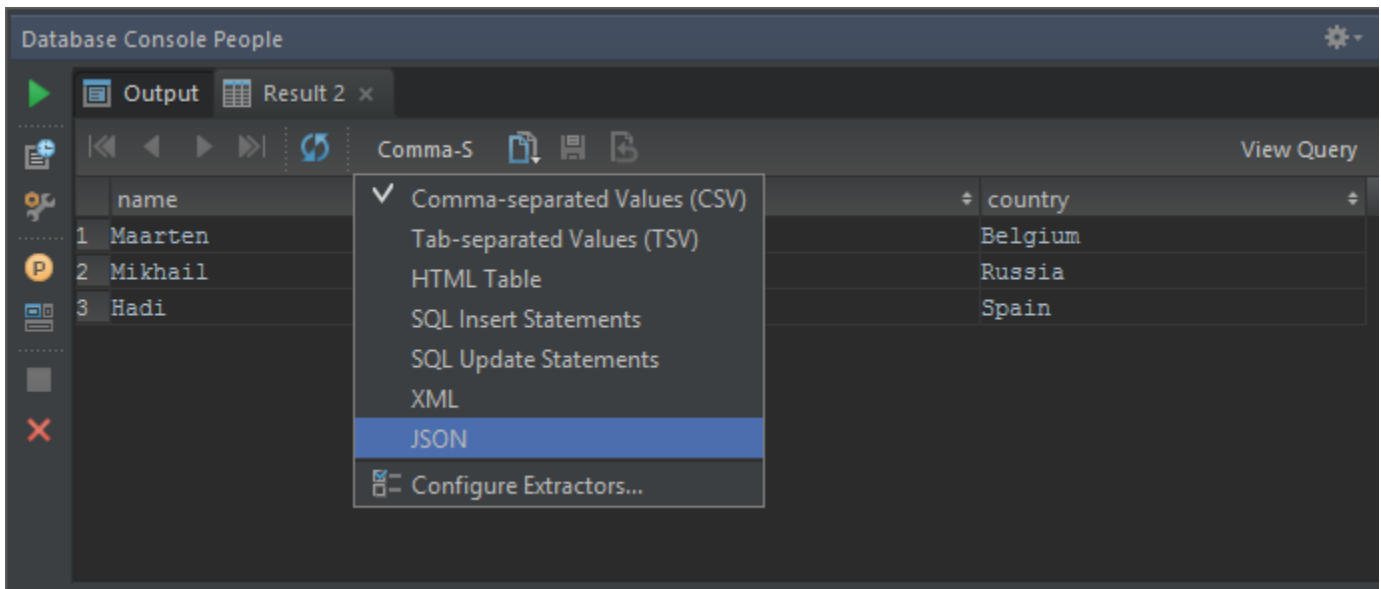 Database Console People
Output Result 2
Comma-S View Query
name country
Comma-separated Values (CSV)
1 Maarten Belgium
Tab-separated Values (TSV)
2 Mikhail Russia
HTML Table
3 Hadi Spain
SQL Insert Statements
SQL Update Statements
XML
JSON
Configure Extractors...
P